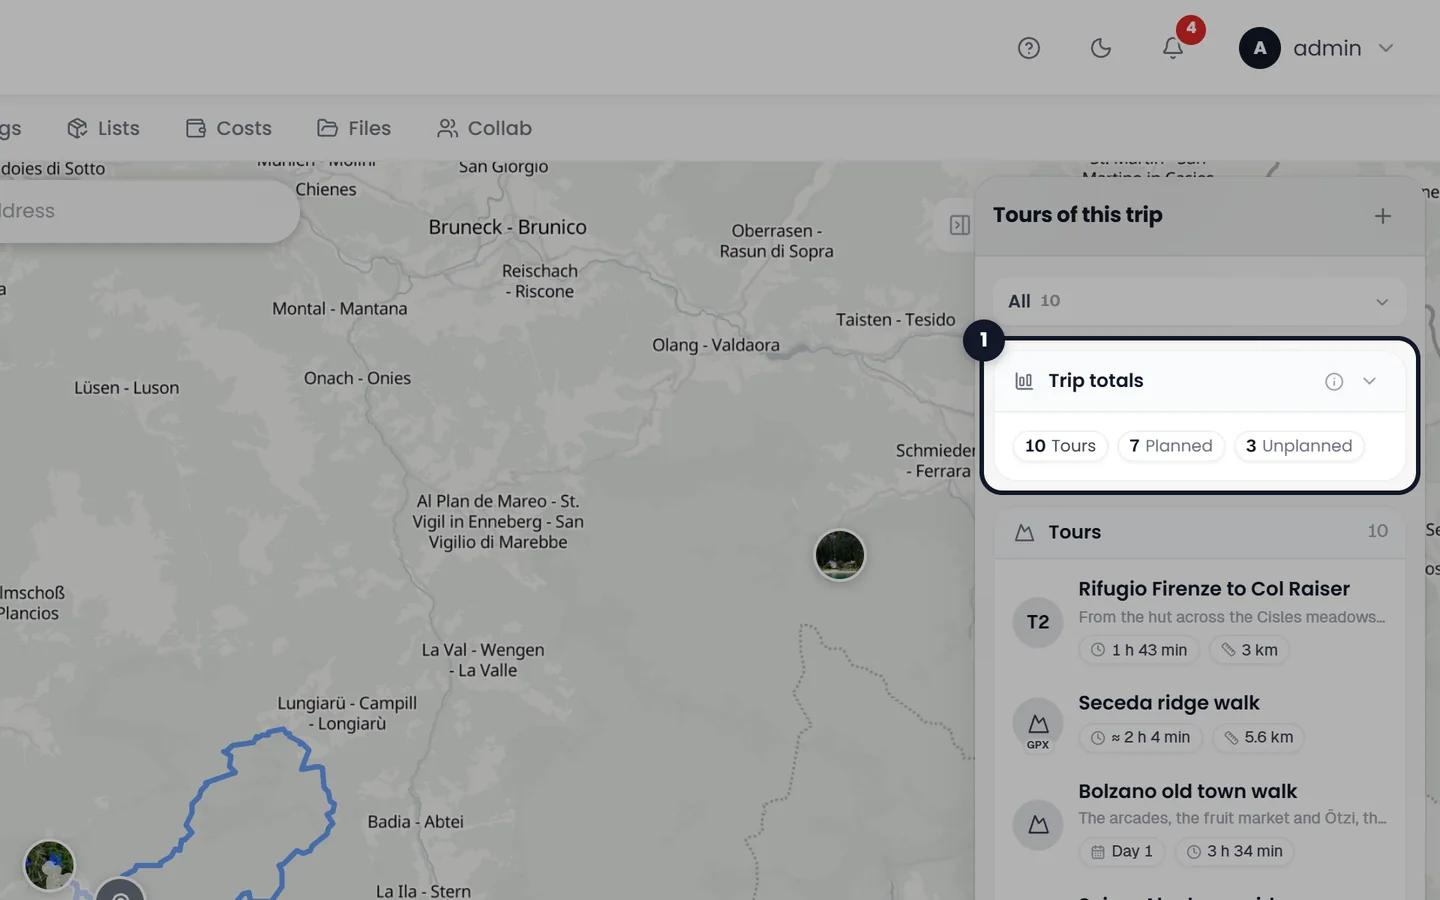 4
A admin
gs Lists Costs Files Collab
doies di Sotto
San Giorgio
Chienes
dress
Bruneck - Brunico
Oberrasen -
Rasun di Sopra
Reischach
- Riscone
Montal - Mantana
Taisten - Tesido
Olang - Valdaora
Onach - Onies
Lüsen - Luson
Schmieder
- Ferrara
Al Plan de Mareo - St.
Vigil in Enneberg - San
Vigilio di Marebbe
lmschoß
Plancios
La Val - Wengen
- La Valle
Lungiarü - Campill
- Longiarù
Badia - Abtei
La Ila - Stern
Tours of this trip
All 10
1
Trip totals
10 Tours 7 Planned 3 Unplanned
Tours 10
Rifugio Firenze to Col Raiser
T2
From the hut across the Cisles meadows...
1 h 43 min 3 km
Seceda ridge walk
GPX
≈ 2 h 4 min 5.6 km
Bolzano old town walk
The arcades, the fruit market and Ötzi, th...
Day 1 3 h 34 min